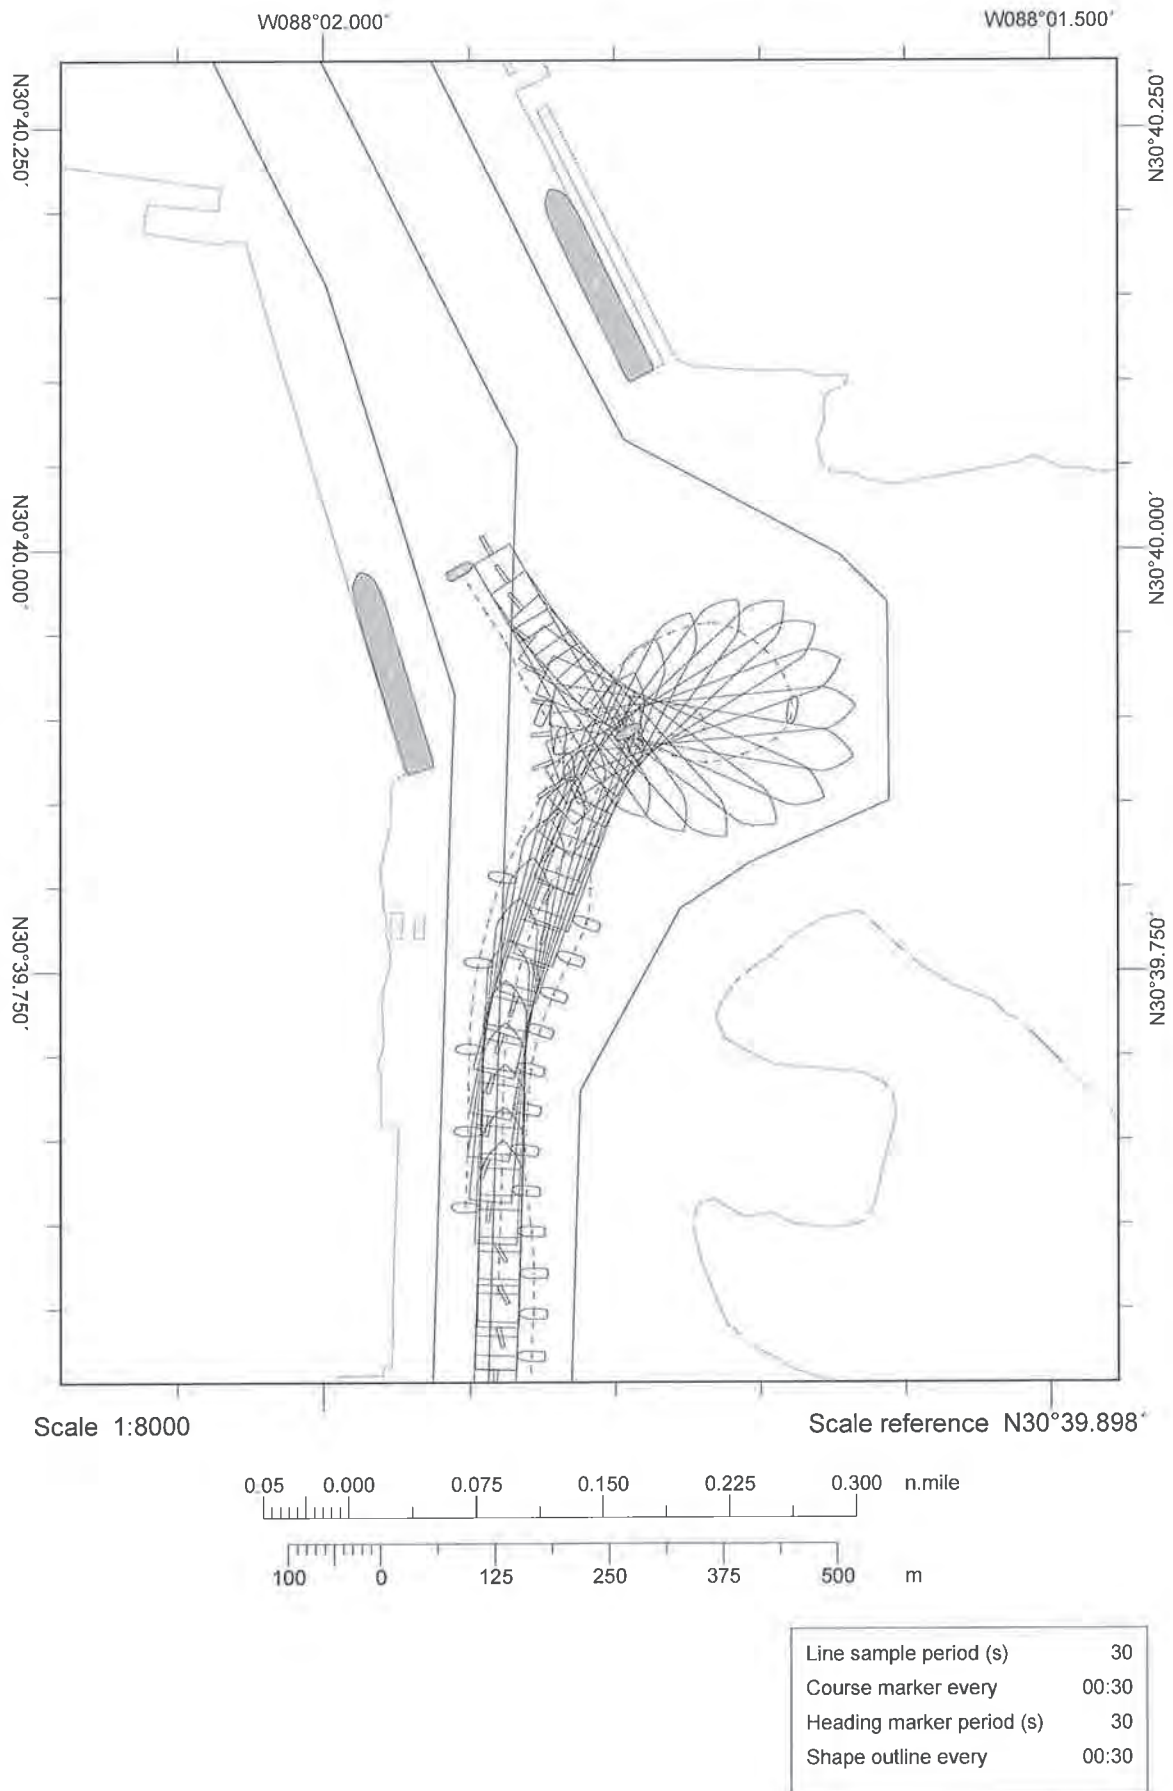 W088°02.000'
W088°01.500'
N30°40.250'
N30°40.250'
N30°40.000'
N30°40.000'
N30°39.750'
N30°39.750'
Scale 1:8000
Scale reference N30°39.898'
0.05 0.000 0.075 0.150 0.225 0.300 n.mile
100 0 125 250 375 500 m
Line sample period (s) 30
Course marker every 00:30
Heading marker period (s) 30
Shape outline every 00:30